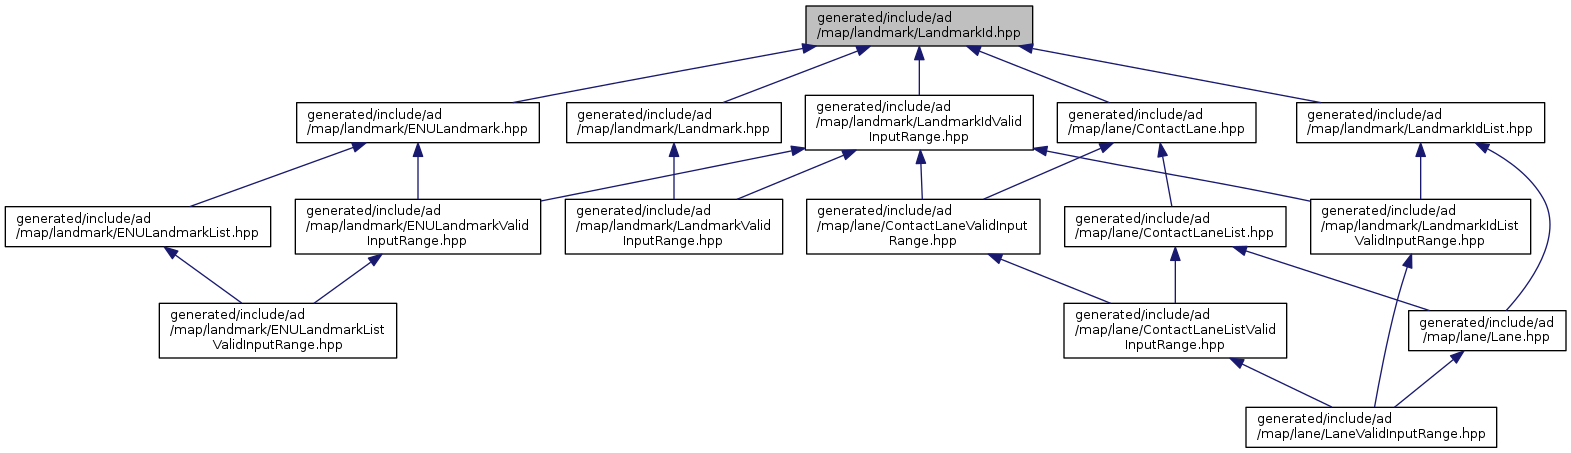 generated/include/ad
/map/landmark/LandmarkId.hpp
generated/include/ad
/map/landmark/ENULandmark.hpp
generated/include/ad
/map/landmark/Landmark.hpp
generated/include/ad
/map/landmark/LandmarkIdValid
InputRange.hpp
generated/include/ad
/map/lane/ContactLane.hpp
generated/include/ad
/map/landmark/LandmarkIdList.hpp
generated/include/ad
/map/landmark/ENULandmarkList.hpp
generated/include/ad
/map/landmark/ENULandmarkValid
InputRange.hpp
generated/include/ad
/map/landmark/LandmarkValid
InputRange.hpp
generated/include/ad
/map/lane/ContactLaneValidInput
Range.hpp
generated/include/ad
/map/lane/ContactLaneList.hpp
generated/include/ad
/map/landmark/LandmarkIdList
ValidInputRange.hpp
generated/include/ad
/map/landmark/ENULandmarkList
ValidInputRange.hpp
generated/include/ad
/map/lane/ContactLaneListValid
InputRange.hpp
generated/include/ad
/map/lane/Lane.hpp
generated/include/ad
/map/lane/LaneValidInputRange.hpp